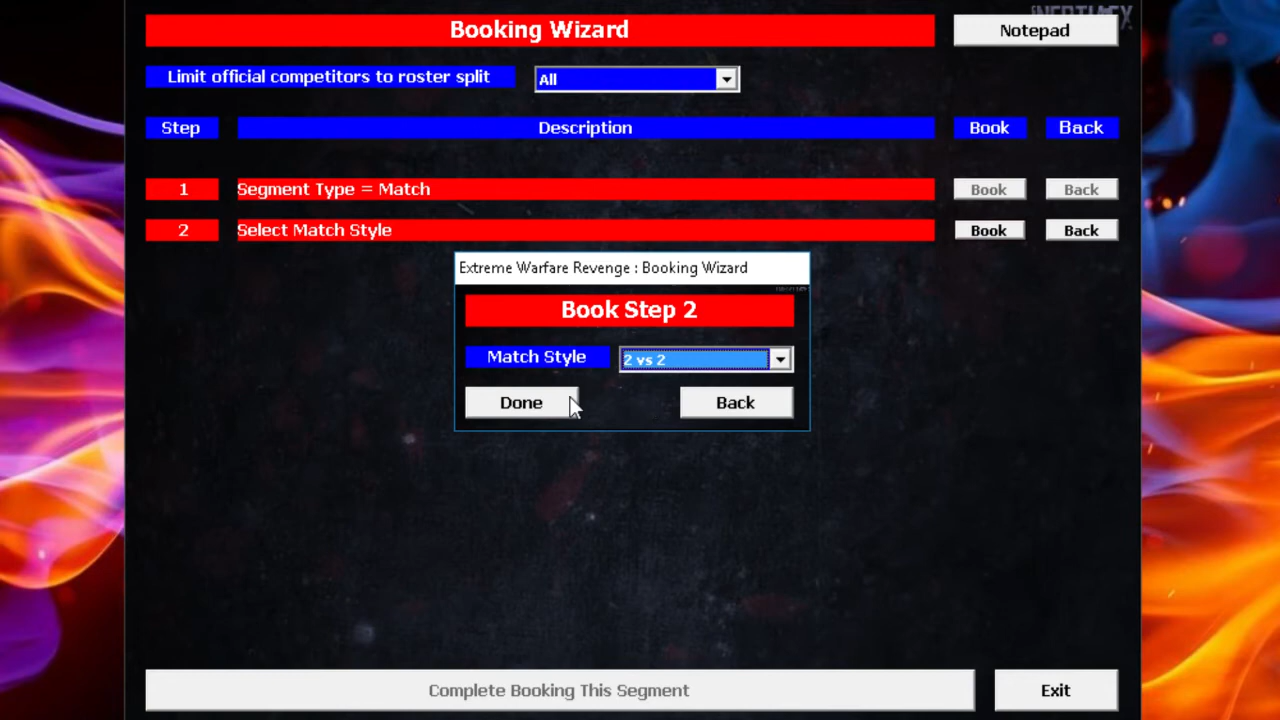 Booking Wizard
Notepad
Limit official competitors to roster split
All
Step
Description
Book
Back
1
Segment Type = Match
Book
Back
2
Select Match Style
Book
Back
Extreme Warfare Revenge : Booking Wizard
Book Step 2
Match Style
2 vs 2
Done
Back
Complete Booking This Segment
Exit